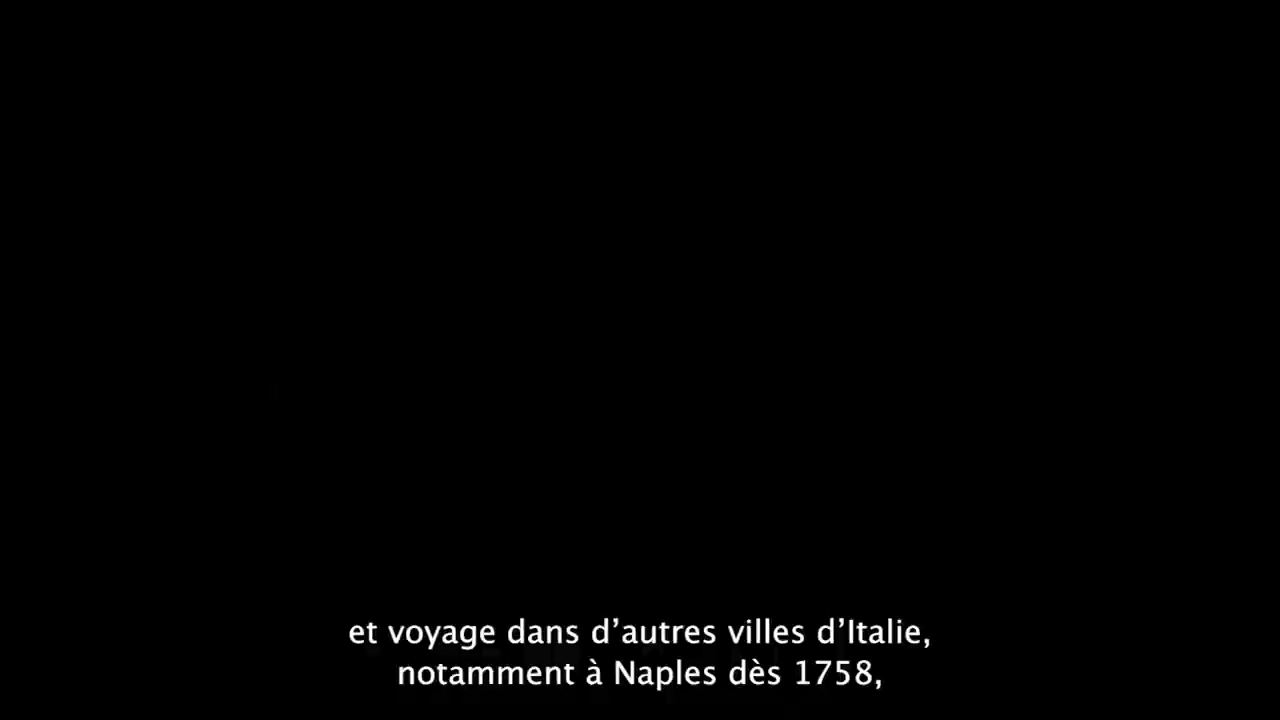 et voyage dans d’autres villes d’Italie,
notamment à Naples dès 1758,